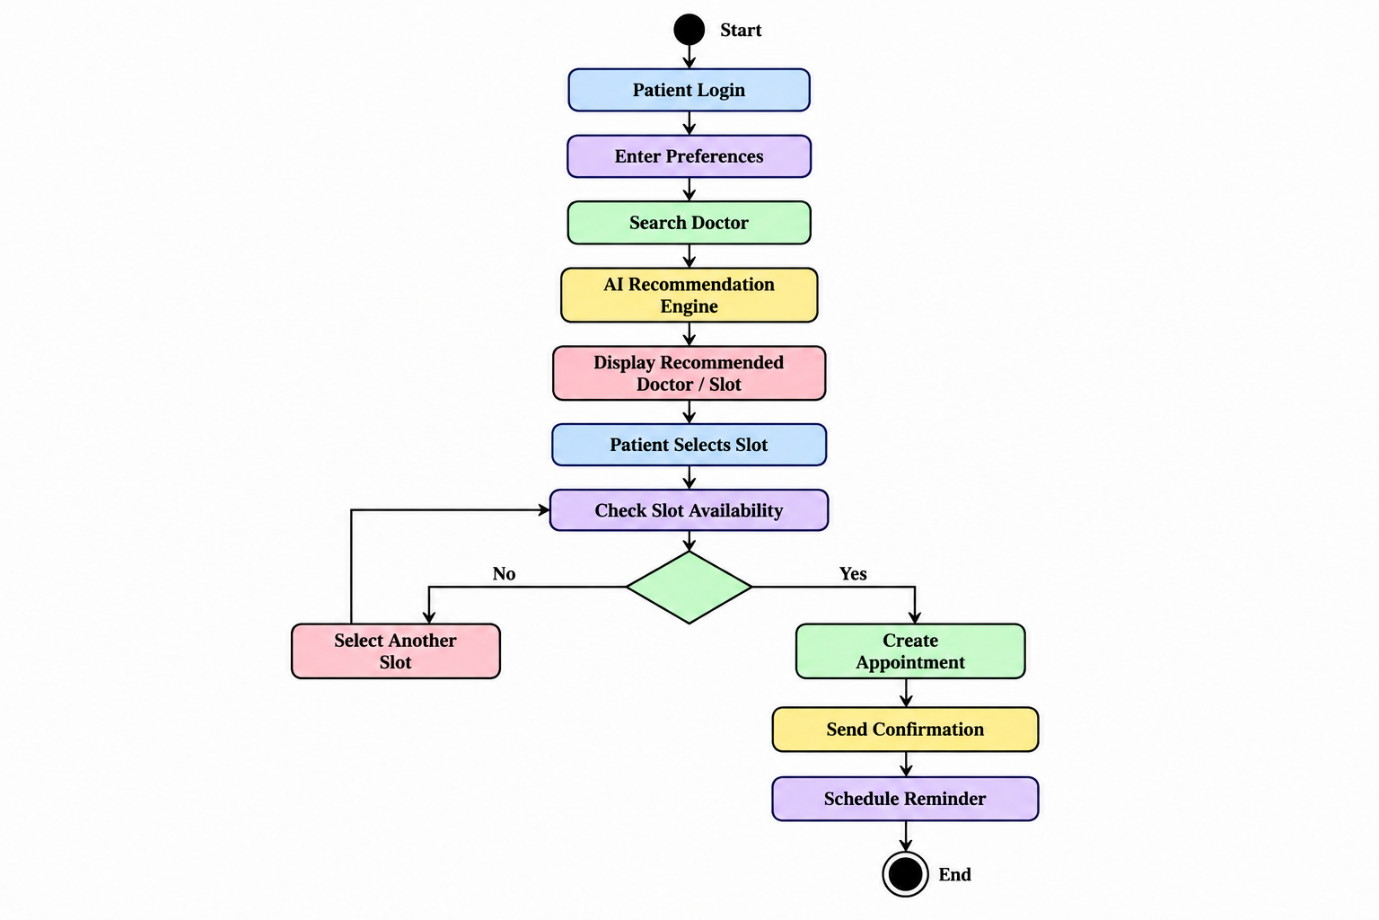 Start
Patient Login
Enter Preferences
Search Doctor
AI Recommendation
Engine
Display Recommended
Doctor / Slot
Patient Selects Slot
Check Slot Availability
No
Yes
Select Another
Slot
Create
Appointment
Send Confirmation
Schedule Reminder
End